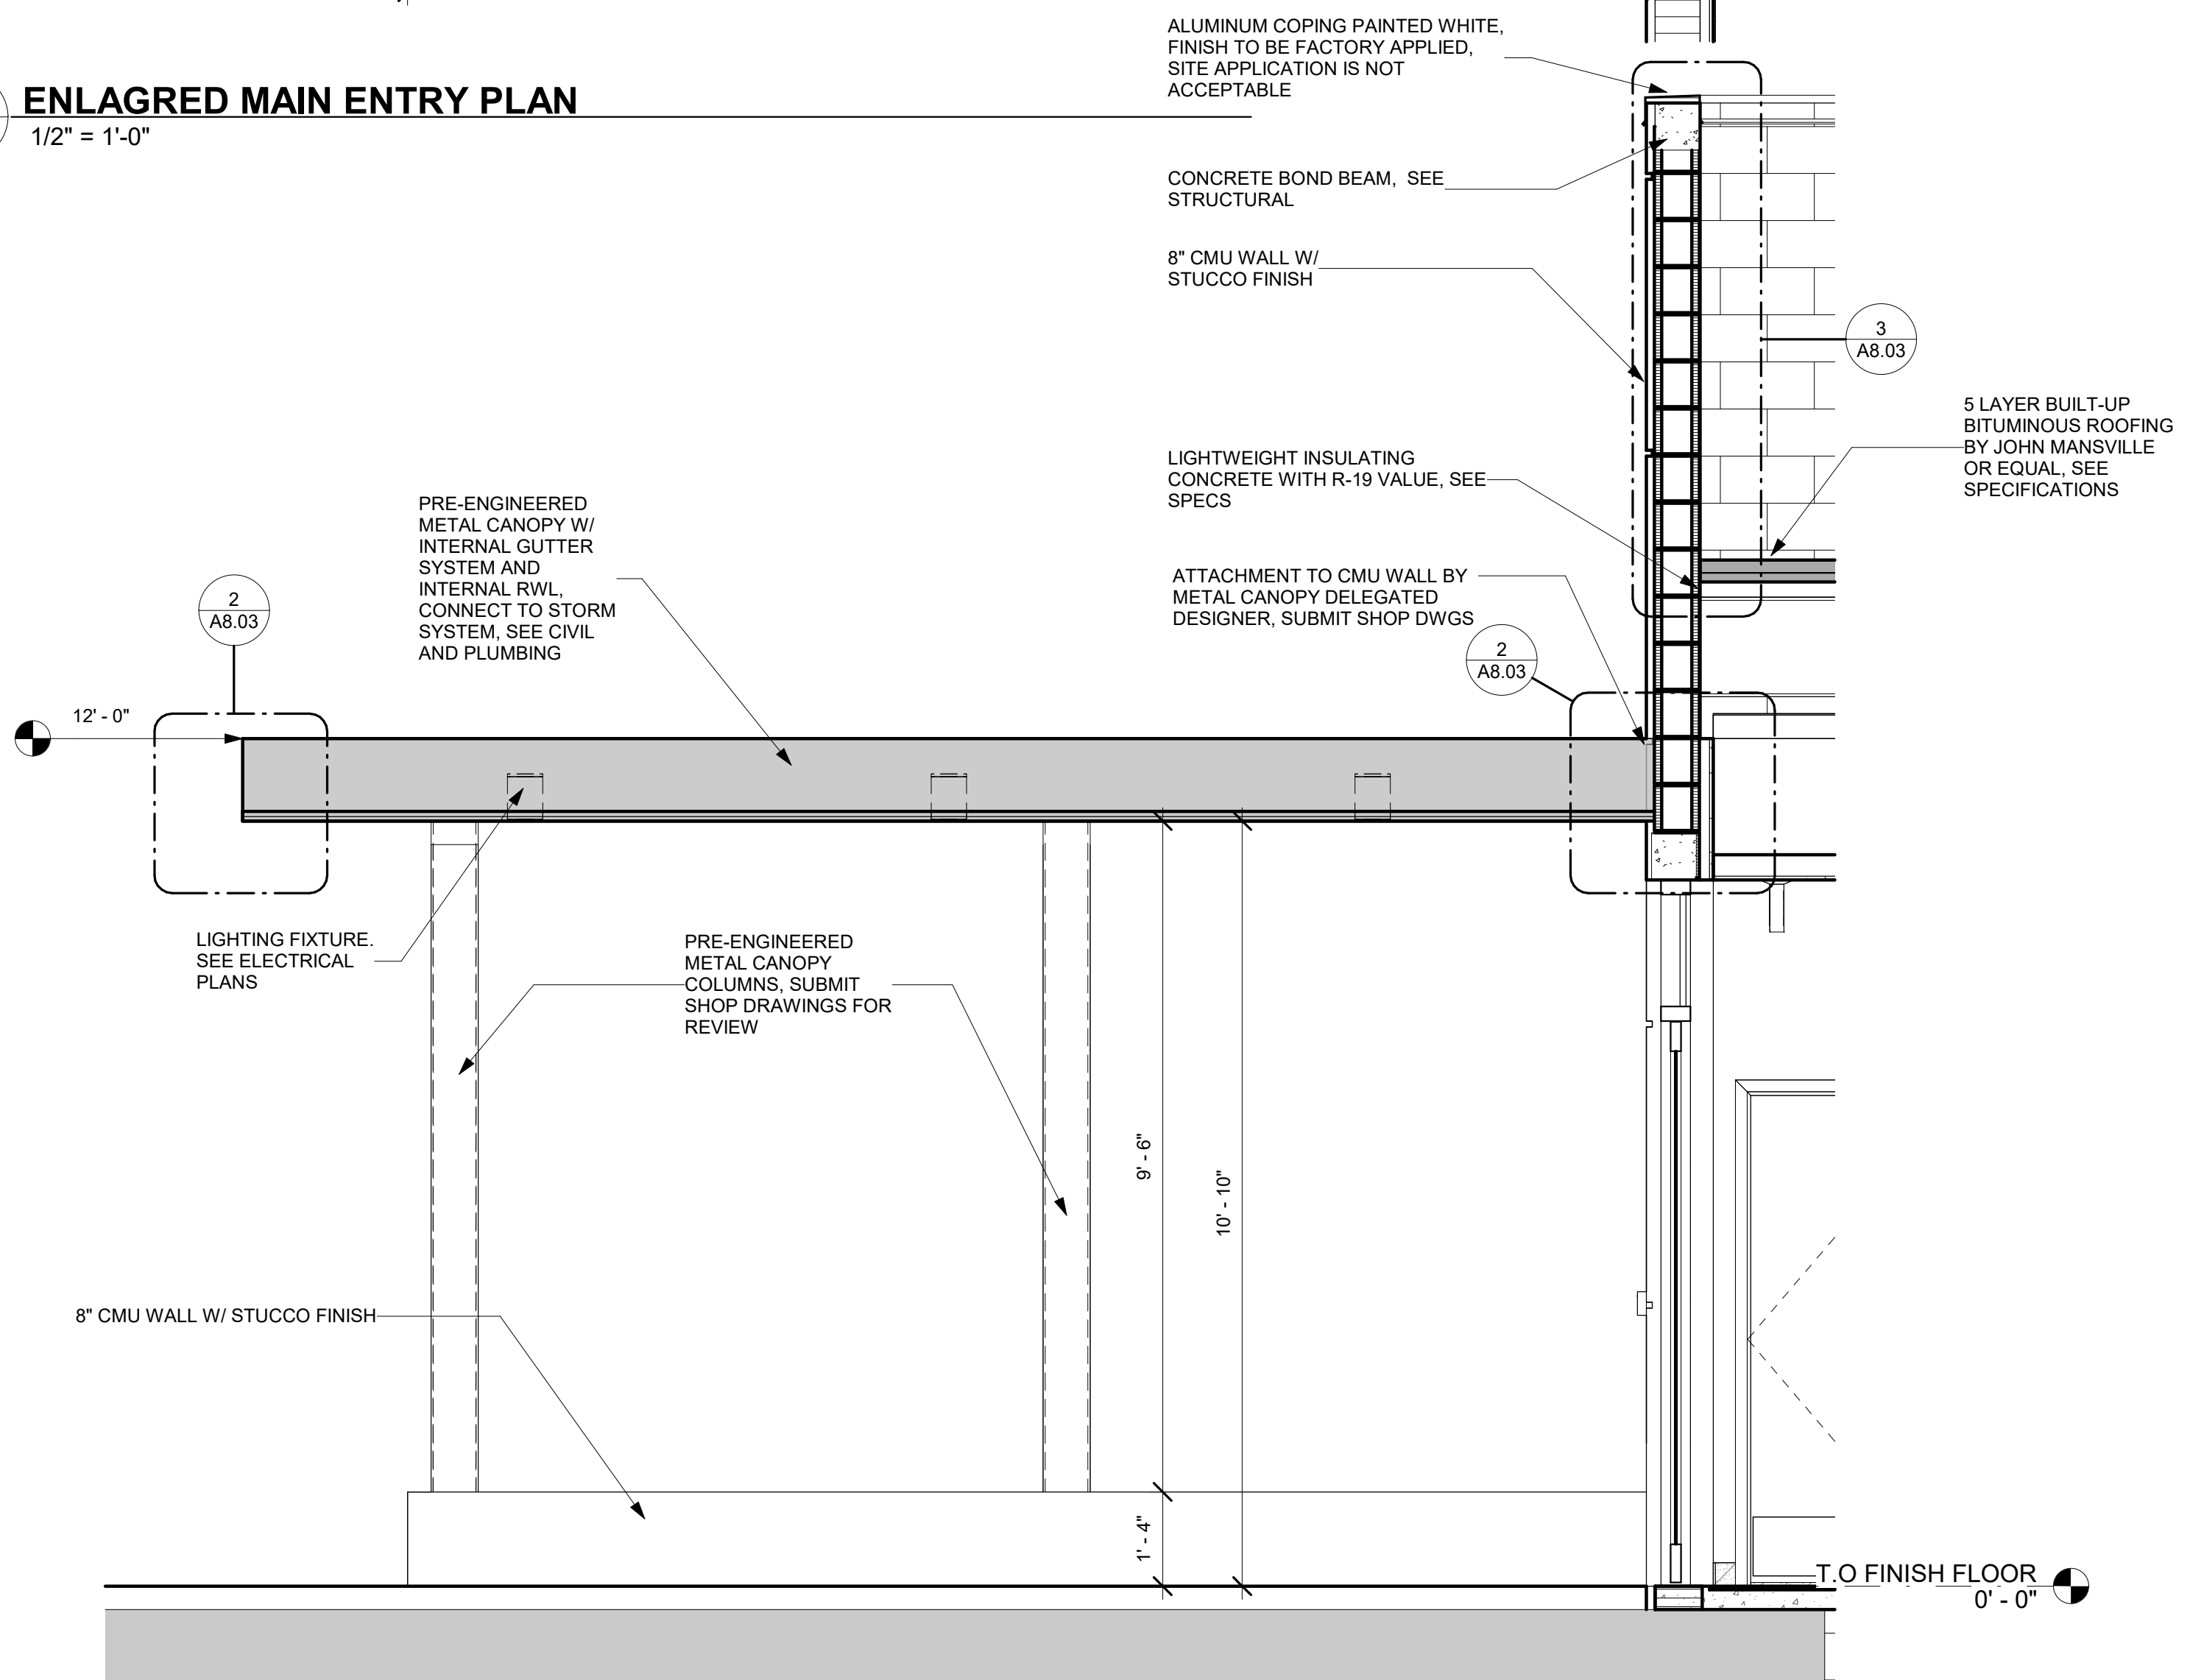 ALUMINUM COPING PAINTED WHITE,
FINISH TO BE FACTORY APPLIED,
SITE APPLICATION IS NOT
ACCEPTABLE
ENLAGRED MAIN ENTRY PLAN
1/2" = 1'-0"
CONCRETE BOND BEAM, SEE
STRUCTURAL
8" CMU WALL W/
STUCCO FINISH
3
A8.03
5 LAYER BUILT-UP
BITUMINOUS ROOFING
BY JOHN MANSVILLE
OR EQUAL, SEE
SPECIFICATIONS
LIGHTWEIGHT INSULATING
CONCRETE WITH R-19 VALUE, SEE
SPECS
PRE-ENGINEERED
METAL CANOPY W/
INTERNAL GUTTER
SYSTEM AND
INTERNAL RWL,
CONNECT TO STORM
SYSTEM, SEE CIVIL
AND PLUMBING
ATTACHMENT TO CMU WALL BY
METAL CANOPY DELEGATED
DESIGNER, SUBMIT SHOP DWGS
2
A8.03
2
A8.03
12' - 0"
LIGHTING FIXTURE.
SEE ELECTRICAL
PLANS
PRE-ENGINEERED
METAL CANOPY
COLUMNS, SUBMIT
SHOP DRAWINGS FOR
REVIEW
9' - 6"
10' - 10"
8" CMU WALL W/ STUCCO FINISH
1' - 4"
T.O FINISH FLOOR
0' - 0"